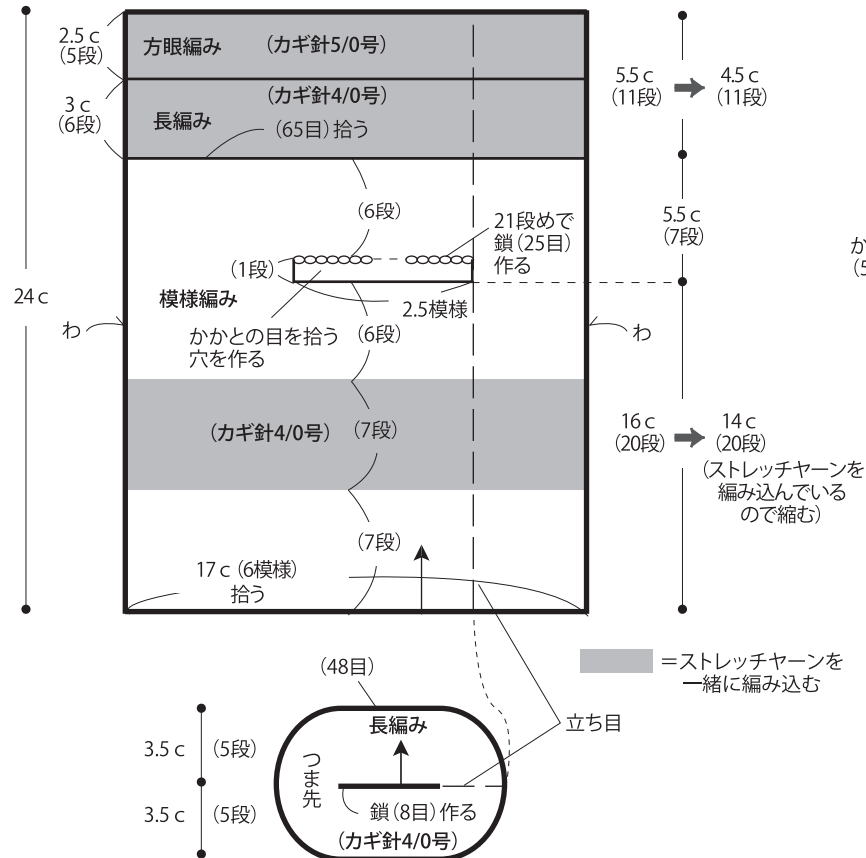 2.5 c
(5段)
方眼編み (カギ針5/0号)
3 c
(6段)
(カギ針4/0号)
長編み
(65目)拾う
5.5 c
(11段)
4.5 c
(11段)
(6段)
21段めで
鎖(25目)
作る
5.5 c
(7段)
か
(5
(1段)
24 c
模様編み
2.5模様
わ
かかとの目を拾う
穴を作る
(6段)
わ
(カギ針4/0号) (7段)
16 c
(20段)
14 c
(20段)
(ストレッチヤーンを
編み込んでいる
ので縮む)
(7段)
17 c (6模様)
拾う
=ストレッチヤーンを
一緒に編み込む
(48目)
長編み
立ち目
3.5 c (5段)
つま先
3.5 c (5段)
鎖(8目)作る
(カギ針4/0号)